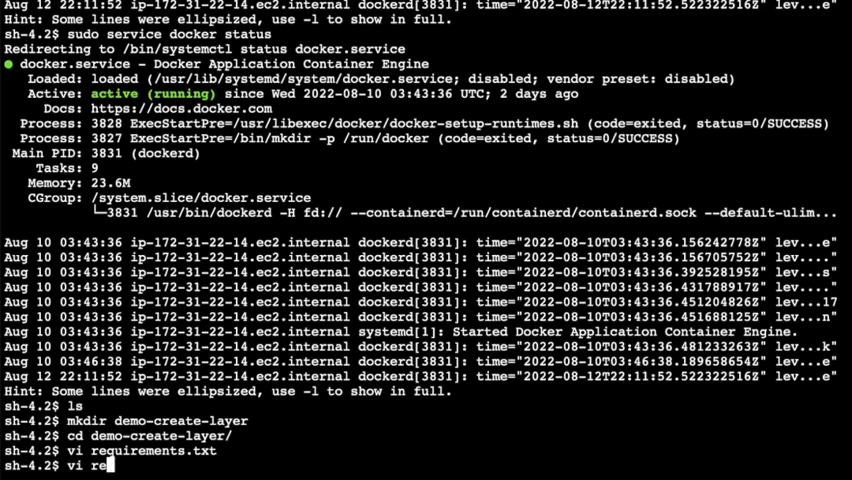 Aug 12 22:11:52 ip-172-31-22-14.ec2.internal dockerd[3831]: time="2022-08-12T22:11:52.522322516Z" lev...e"
Hint: Some lines were ellipsized, use -l to show in full.
sh-4.2$ sudo service docker status
Redirecting to /bin/systemctl status docker.service
● docker.service - Docker Application Container Engine
Loaded: loaded (/usr/lib/systemd/system/docker.service; disabled; vendor preset: disabled)
Active: active (running) since Wed 2022-08-10 03:43:36 UTC; 2 days ago
Docs: https://docs.docker.com
Process: 3828 ExecStartPre=/usr/libexec/docker/docker-setup-runtimes.sh (code=exited, status=0/SUCCESS)
Process: 3827 ExecStartPre=/bin/mkdir -p /run/docker (code=exited, status=0/SUCCESS)
Main PID: 3831 (dockerd)
Tasks: 9
Memory: 23.6M
CGroup: /system.slice/docker.service
└─3831 /usr/bin/dockerd -H fd:// --containerd=/run/containerd/containerd.sock --default-ulim...
Aug 10 03:43:36 ip-172-31-22-14.ec2.internal dockerd[3831]: time="2022-08-10T03:43:36.156242778Z" lev...e"
Aug 10 03:43:36 ip-172-31-22-14.ec2.internal dockerd[3831]: time="2022-08-10T03:43:36.156705752Z" lev...."
Aug 10 03:43:36 ip-172-31-22-14.ec2.internal dockerd[3831]: time="2022-08-10T03:43:36.392528195Z" lev...s"
Aug 10 03:43:36 ip-172-31-22-14.ec2.internal dockerd[3831]: time="2022-08-10T03:43:36.431788917Z" lev...."
Aug 10 03:43:36 ip-172-31-22-14.ec2.internal dockerd[3831]: time="2022-08-10T03:43:36.451204826Z" lev...17
Aug 10 03:43:36 ip-172-31-22-14.ec2.internal dockerd[3831]: time="2022-08-10T03:43:36.451688125Z" lev...n"
Aug 10 03:43:36 ip-172-31-22-14.ec2.internal systemd[1]: Started Docker Application Container Engine.
Aug 10 03:43:36 ip-172-31-22-14.ec2.internal dockerd[3831]: time="2022-08-10T03:43:36.481233263Z" lev...k"
Aug 10 03:46:38 ip-172-31-22-14.ec2.internal dockerd[3831]: time="2022-08-10T03:46:38.189658654Z" lev...e"
Aug 12 22:11:52 ip-172-31-22-14.ec2.internal dockerd[3831]: time="2022-08-12T22:11:52.522322516Z" lev...e"
Hint: Some lines were ellipsized, use -l to show in full.
sh-4.2$ ls
sh-4.2$ mkdir demo-create-layer
sh-4.2$ cd demo-create-layer/
sh-4.2$ vi requirements.txt
sh-4.2$ vi re